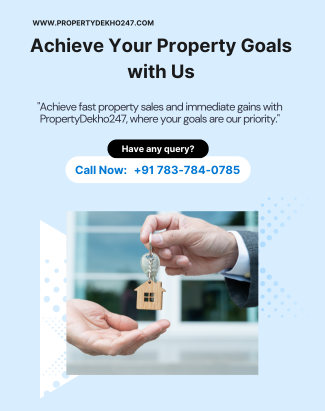 WWW.PROPERTYDEKHO247.COM
Achieve Your Property Goals
with Us
"Achieve fast property sales and immediate gains with
PropertyDekho247, where your goals are our priority."
Have any query?
Call Now: +91 783-784-0785